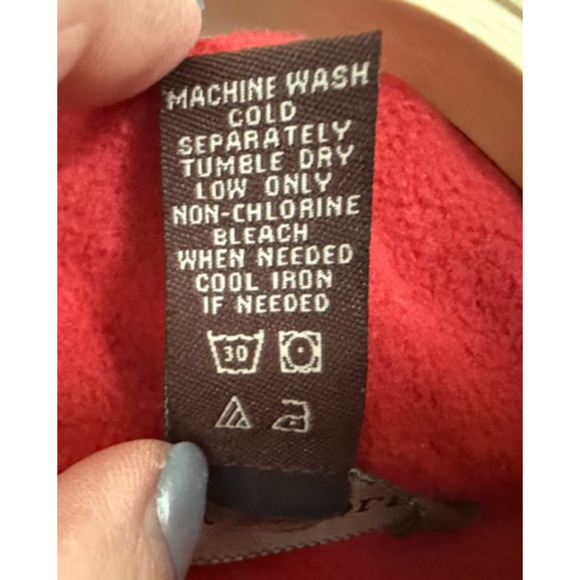 MACHINE WASH
COLD
SEPARATELY
TUMBLE DRY
LOW ONLY
NON-CHLORINE
BLEACH
WHEN NEEDED
COOL IRON
IF NEEDED
30